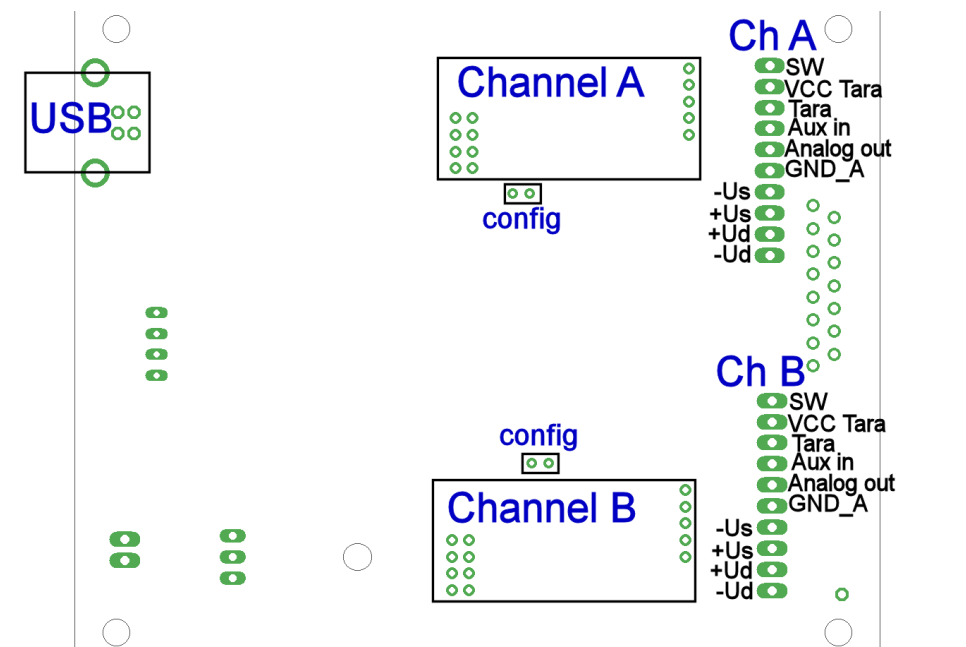 USB
Channel A
config
Ch A
SW
VCC Tara
Tara
Aux in
Analog out
GND_A
-Us
+Us
+Ud
-Ud
config
Channel B
Ch B
SW
VCC Tara
Tara
Aux in
Analog out
GND_A
-Us
+Us
+Ud
-Ud